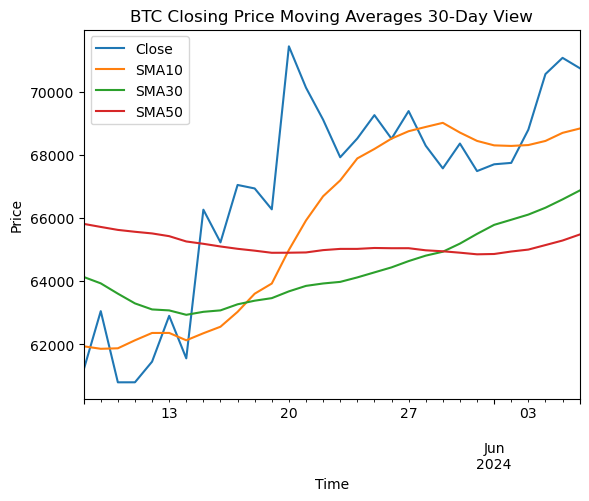 BTC Closing Price Moving Averages 30-Day View
Close
SMA10
SMA30
SMA50
Price
70000
68000
66000
64000
62000
13
20
27
03
Jun
2024
Time